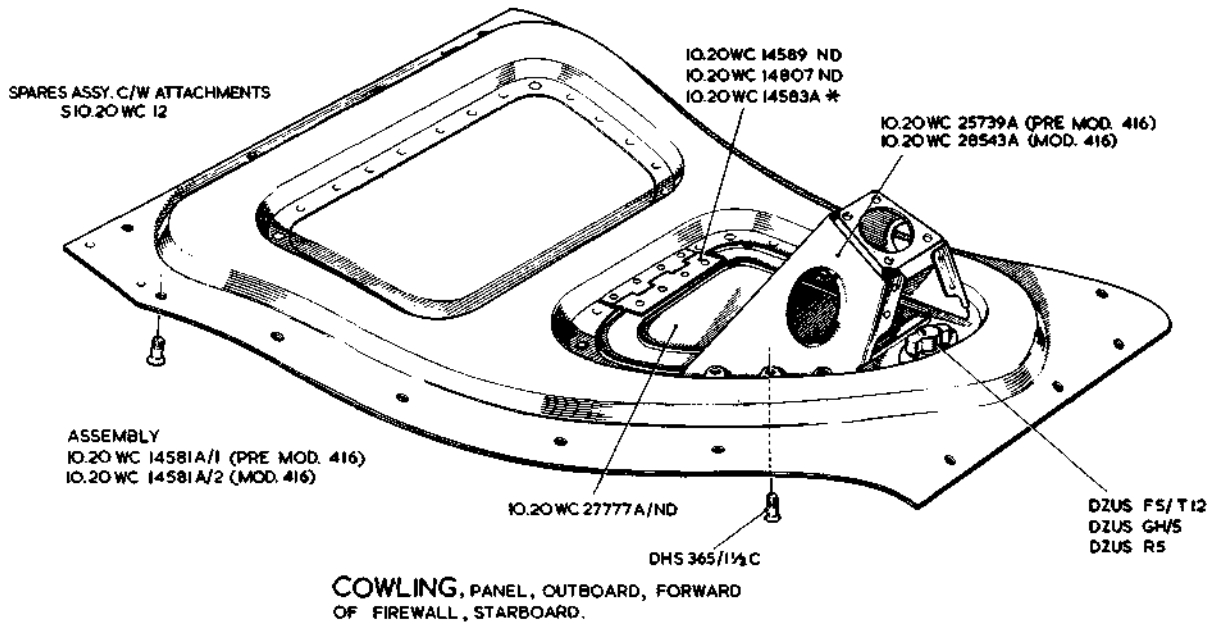 SPARES ASSY. C/W ATTACHMENTS
S10.20 WC 12
10.20 WC 14589 ND
10.20 WC 14807 ND
10.20 WC 14583A *
10.20 WC 25739A (PRE MOD. 416)
10.20 WC 28543A (MOD. 416)
ASSEMBLY
10.20 WC 14581A/1 (PRE MOD. 416)
10.20 WC 14581A/2 (MOD. 416)
10.20 WC 27777A/ND
DHS 365/1½ C
DZUS F5/T12
DZUS GH/5
DZUS R5
COWLING, PANEL, OUTBOARD, FORWARD
OF FIREWALL, STARBOARD.